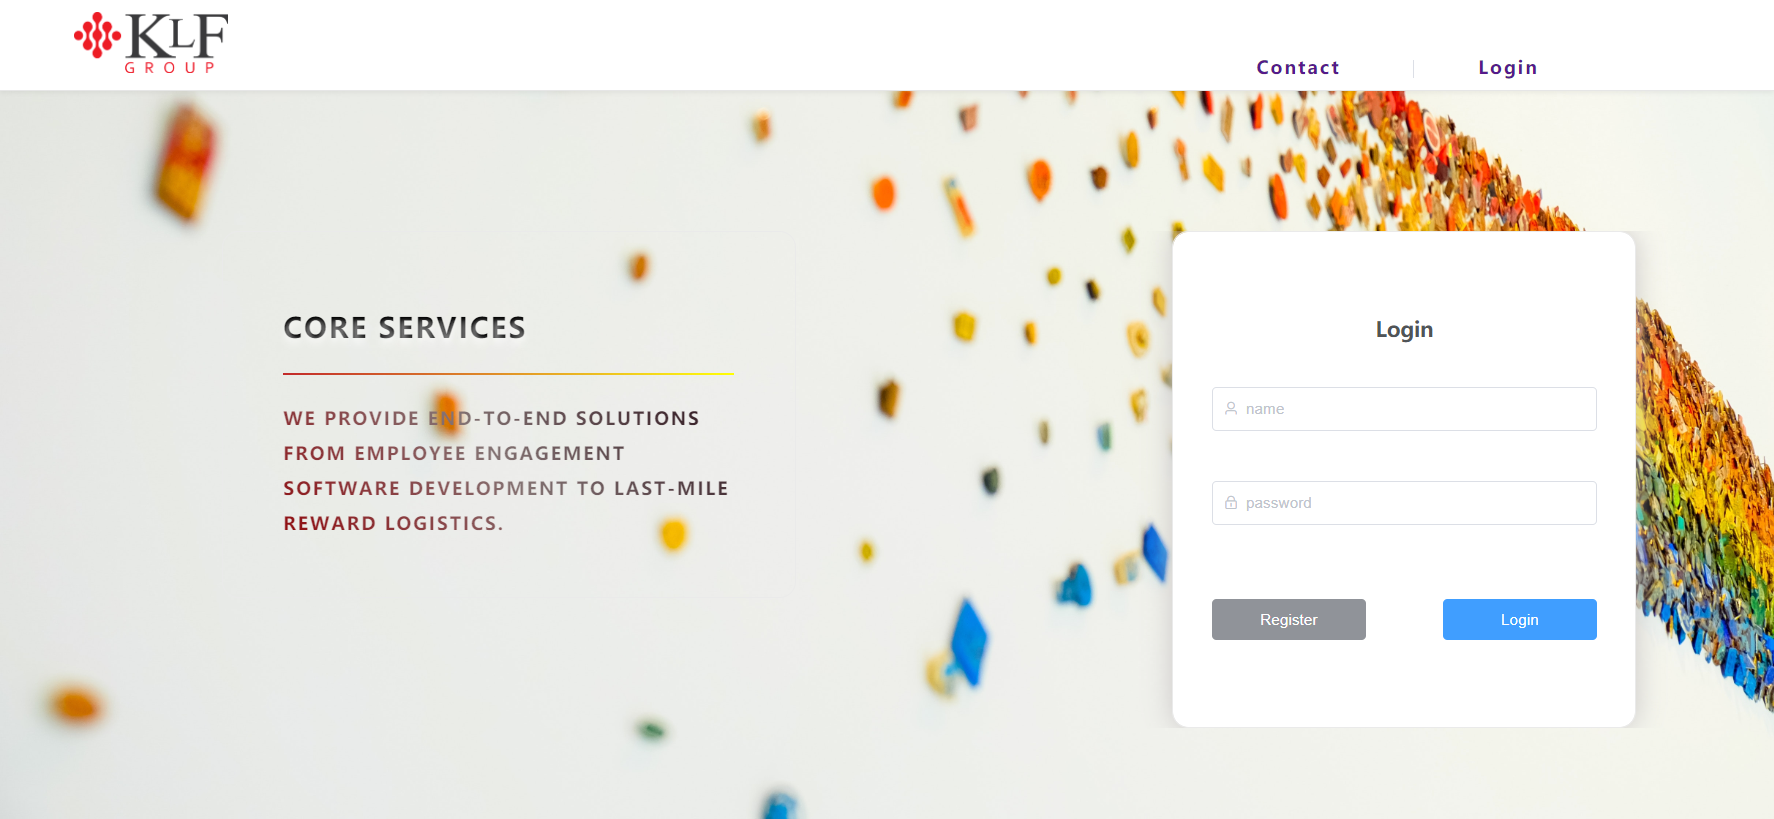 KLF
GROUP
Contact
Login
CORE SERVICES
WE PROVIDE END-TO-END SOLUTIONS
FROM EMPLOYEE ENGAGEMENT
SOFTWARE DEVELOPMENT TO LAST-MILE
REWARD LOGISTICS.
Login
name
password
Register
Login